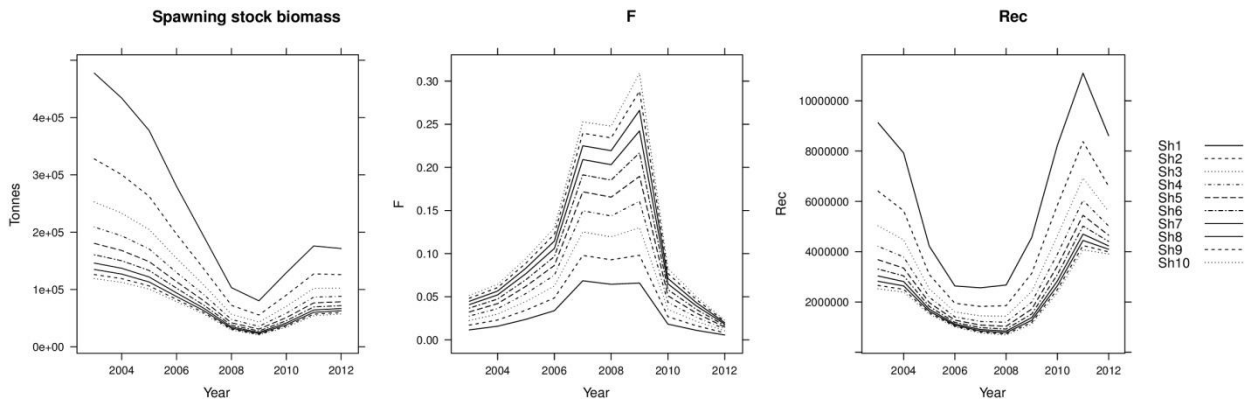 Spawning stock biomass
Tonnes
4e+05
3e+05
2e+05
1e+05
0e+00
2004 2006 2008 2010 2012
Year
F
F
0.30
0.25
0.20
0.15
0.10
0.05
0.00
2004 2006 2008 2010 2012
Year
Rec
Rec
10000000
8000000
6000000
4000000
2000000
2004 2006 2008 2010 2012
Year
Sh1
Sh2
Sh3
Sh4
Sh5
Sh6
Sh7
Sh8
Sh9
Sh10